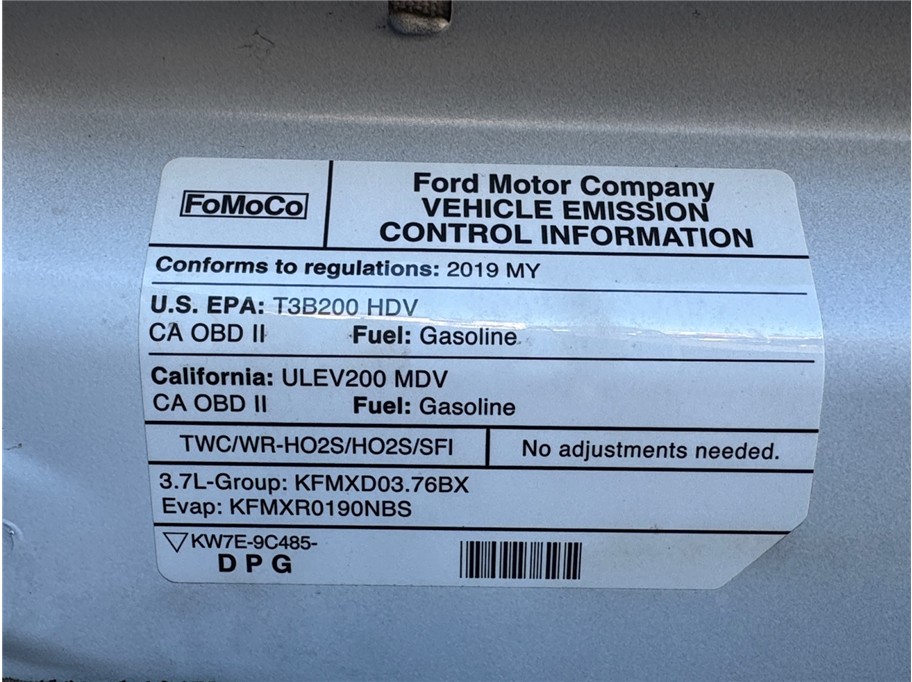 FoMoCo
Ford Motor Company
VEHICLE EMISSION
CONTROL INFORMATION
Conforms to regulations: 2019 MY
U.S. EPA: T3B200 HDV
CA OBD II Fuel: Gasoline
California: ULEV200 MDV
CA OBD II Fuel: Gasoline
TWC/WR-HO2S/HO2S/SFI No adjustments needed.
3.7L-Group: KFMXD03.76BX
Evap: KFMXR0190NBS
KW7E-9C485-
DPG